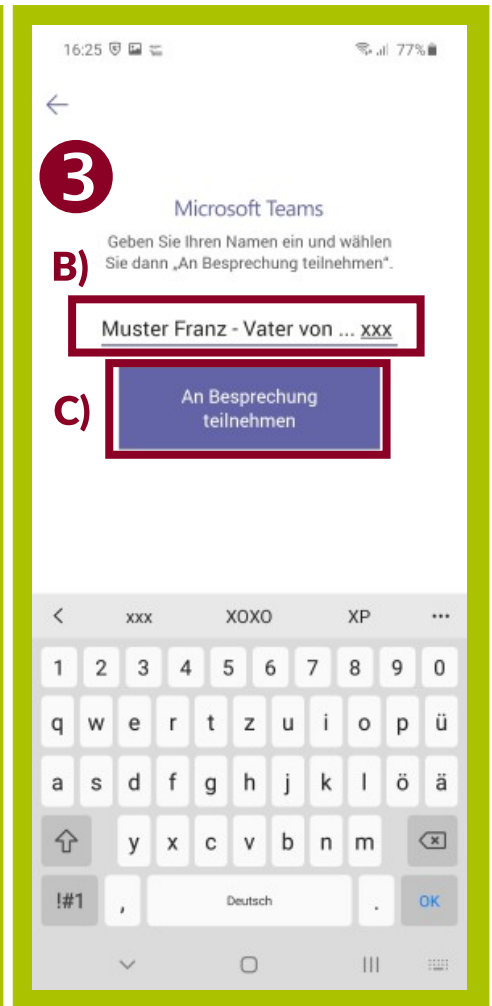 16:25 77%
3
Microsoft Teams
Geben Sie Ihren Namen ein und wählen
B) Sie dann „An Besprechung teilnehmen".
Muster Franz - Vater von ... xxx
C) An Besprechung
teilnehmen
< xxx XOXO XP ...
1 2 3 4 5 6 7 8 9 0
q w e r t z u i o p ü
a s d f g h j k l ö ä
y x c v b n m
!#1 , Deutsch . OK